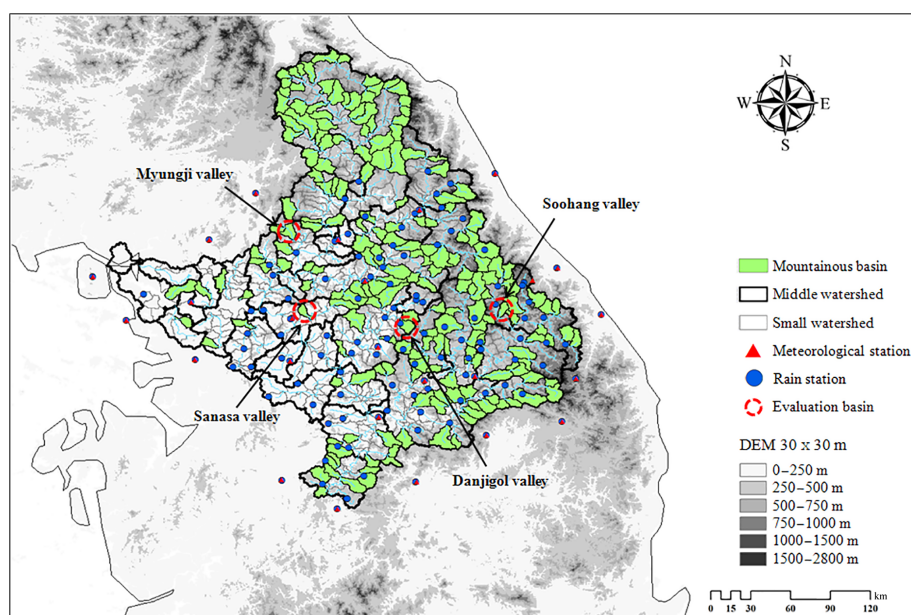 N
W E
S
Myungji valley
Soohang valley
Sanasa valley
Danjigol valley
Mountainous basin
Middle watershed
Small watershed
Meteorological station
Rain station
Evaluation basin
DEM 30 x 30 m
0–250 m
250–500 m
500–750 m
750–1000 m
1000–1500 m
1500–2800 m
km
0 15 30 60 90 120